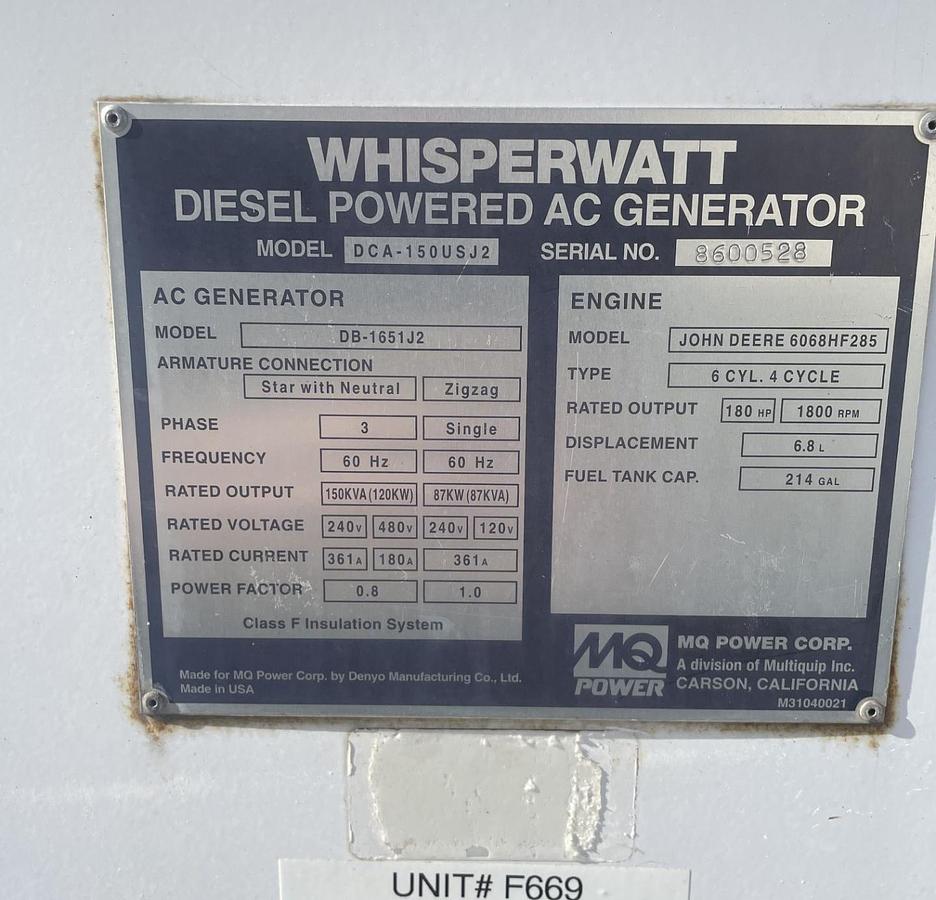 WHISPERWATT
DIESEL POWERED AC GENERATOR
MODEL DCA-150USJ2 SERIAL NO. 8600528
AC GENERATOR
MODEL DB-1651J2
ARMATURE CONNECTION
Star with Neutral Zigzag
PHASE 3 Single
FREQUENCY 60 Hz 60 Hz
RATED OUTPUT 150KVA (120KW) 87KW (87KVA)
RATED VOLTAGE 240V 480V 240V 120V
RATED CURRENT 361A 180A 361A
POWER FACTOR 0.8 1.0
Class F Insulation System
ENGINE
MODEL JOHN DEERE 6068HF285
TYPE 6 CYL. 4 CYCLE
RATED OUTPUT 180 HP 1800 RPM
DISPLACEMENT 6.8 L
FUEL TANK CAP. 214 GAL
Made for MQ Power Corp. by Denyo Manufacturing Co., Ltd.
Made in USA
MQ
POWER
MQ POWER CORP.
A division of Multiquip Inc.
CARSON, CALIFORNIA
M31040021
UNIT# F669